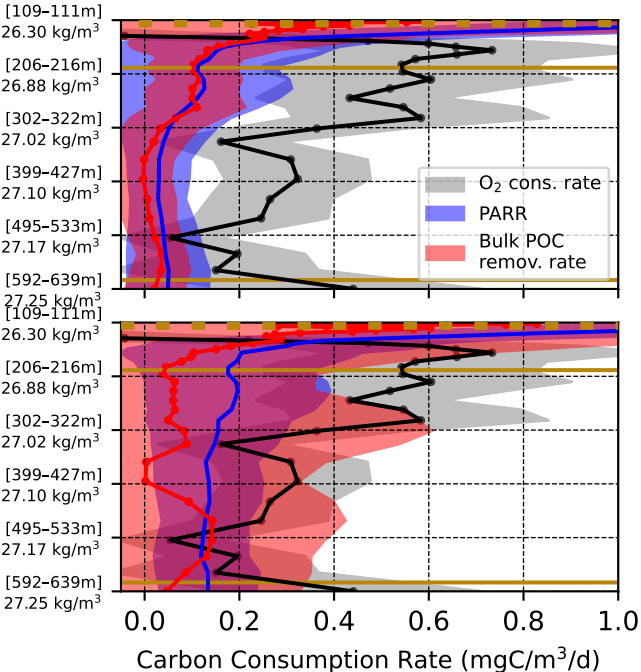 [109–111m]
26.30 kg/m³
[206–216m]
26.88 kg/m³
[302–322m]
27.02 kg/m³
[399–427m]
27.10 kg/m³
[495–533m]
27.17 kg/m³
[592–639m]
27.25 kg/m³
O₂ cons. rate
PARR
Bulk POC
remov. rate
[109–111m]
26.30 kg/m³
[206–216m]
26.88 kg/m³
[302–322m]
27.02 kg/m³
[399–427m]
27.10 kg/m³
[495–533m]
27.17 kg/m³
[592–639m]
27.25 kg/m³
0.0 0.2 0.4 0.6 0.8 1.0
Carbon Consumption Rate (mgC/m³/d)